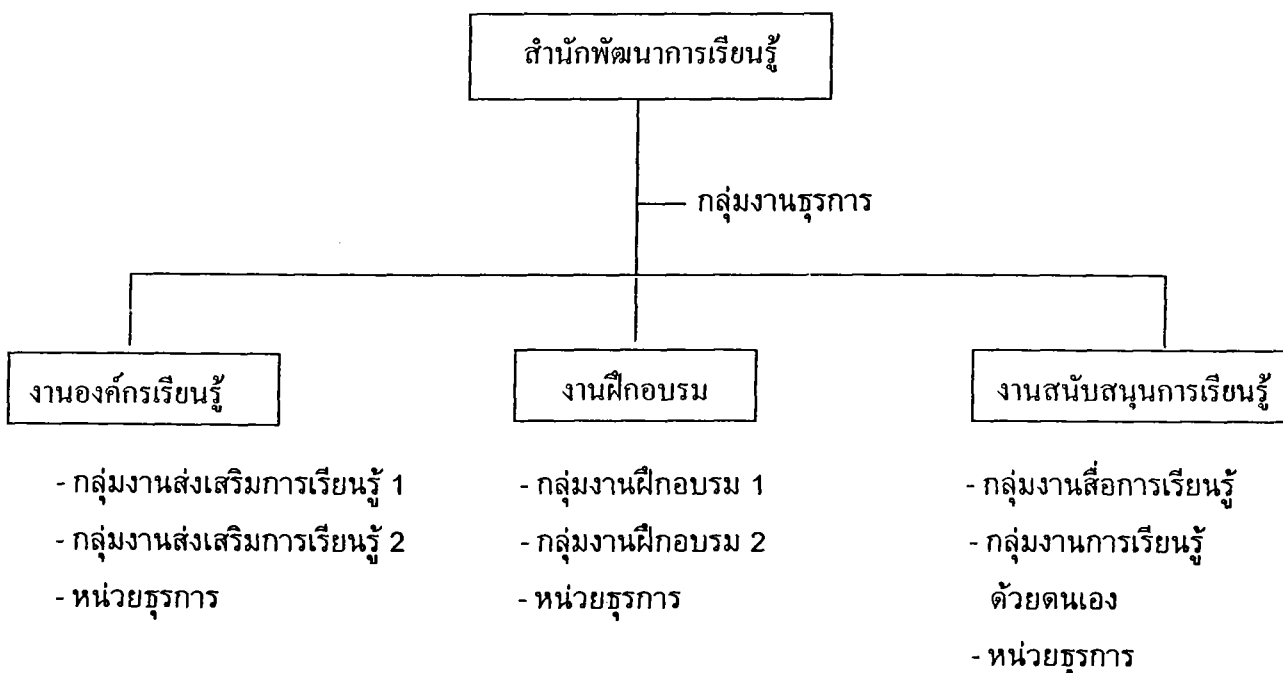 สำนักพัฒนาการเรียนรู้
กลุ่มงานธุรการ
งานองค์กรเรียนรู้
- กลุ่มงานส่งเสริมการเรียนรู้ 1
- กลุ่มงานส่งเสริมการเรียนรู้ 2
- หน่วยธุรการ
งานฝึกอบรม
- กลุ่มงานฝึกอบรม 1
- กลุ่มงานฝึกอบรม 2
- หน่วยธุรการ
งานสนับสนุนการเรียนรู้
- กลุ่มงานสื่อการเรียนรู้
- กลุ่มงานการเรียนรู้
ด้วยตนเอง
- หน่วยธุรการ